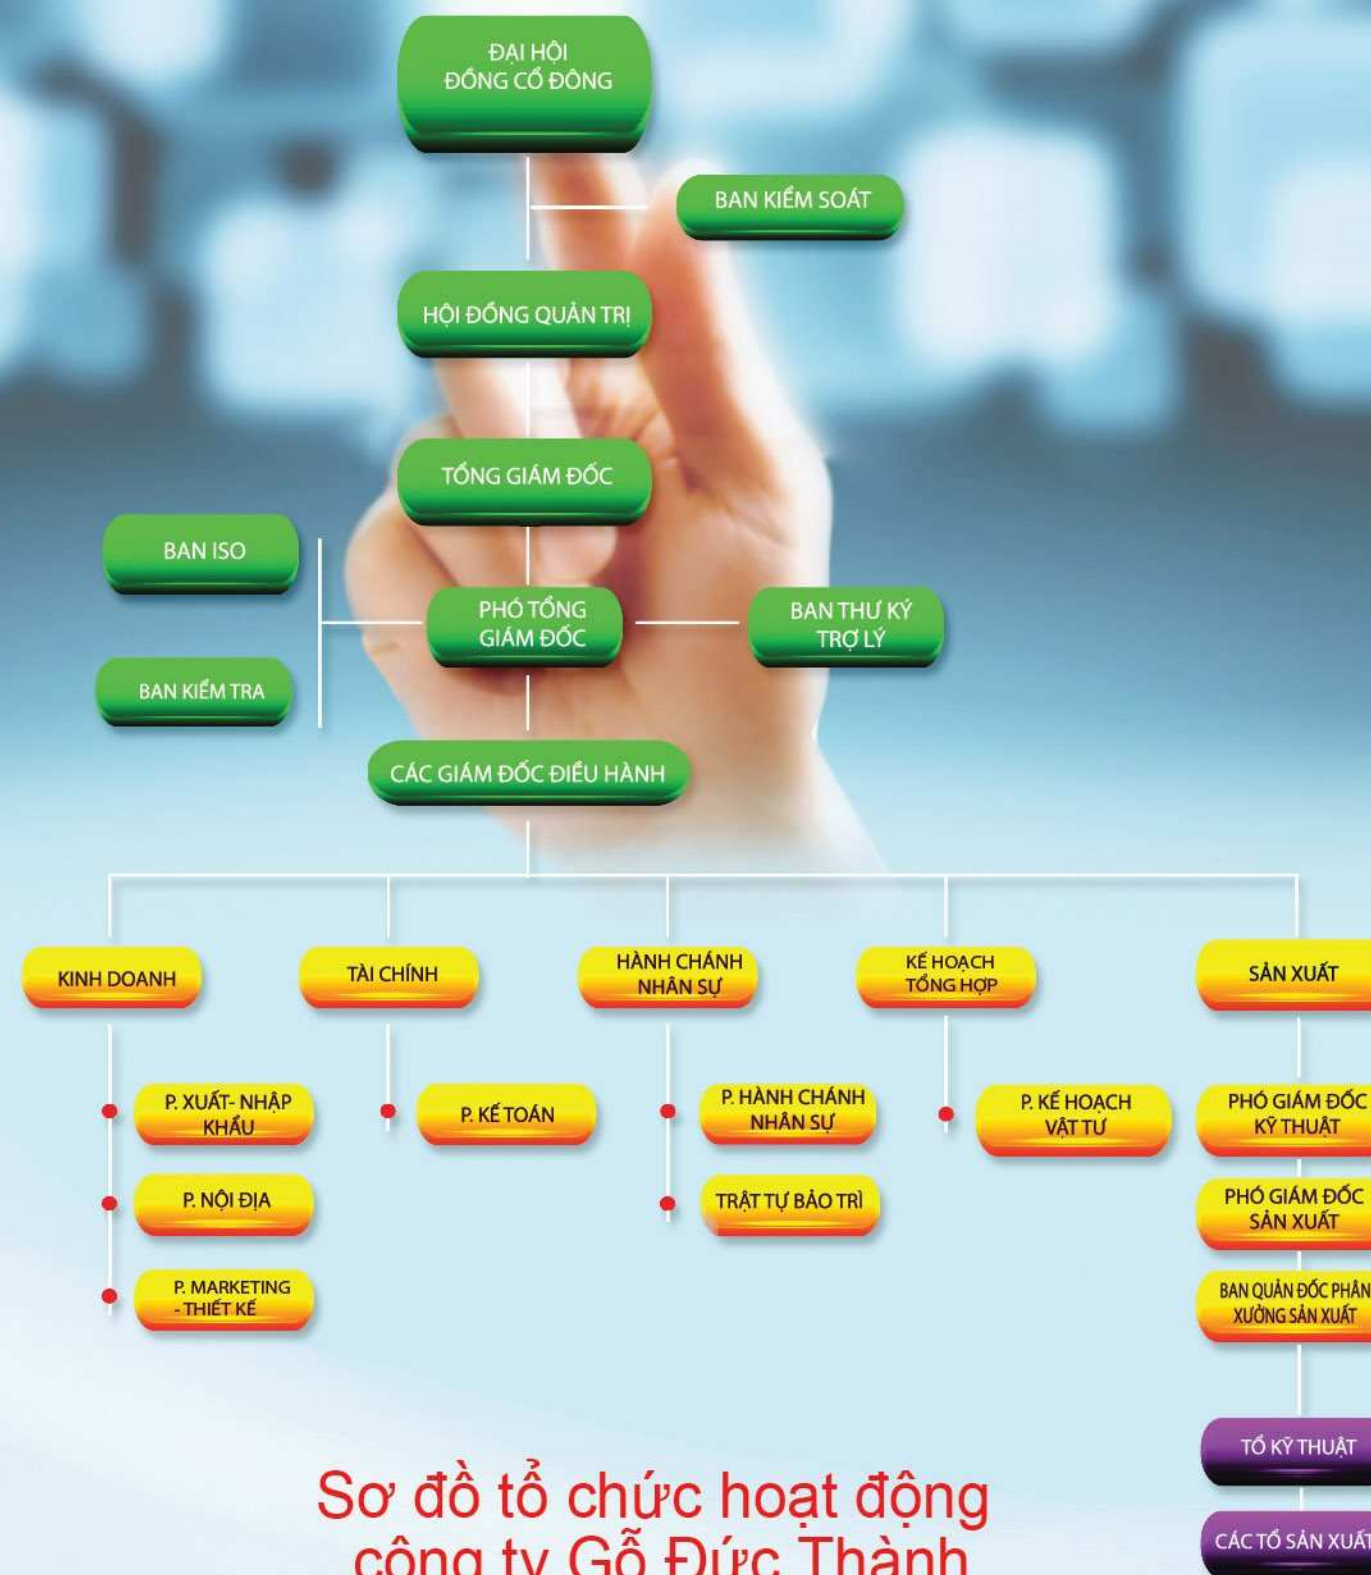 ĐẠI HỘI
ĐỒNG CỔ ĐÔNG
BAN KIỂM SOÁT
HỘI ĐỒNG QUẢN TRỊ
TỔNG GIÁM ĐỐC
BAN ISO
PHÓ TỔNG
GIÁM ĐỐC
BAN THƯ KÝ
TRỢ LÝ
BAN KIỂM TRA
CÁC GIÁM ĐỐC ĐIỀU HÀNH
KINH DOANH
TÀI CHÍNH
HÀNH CHÁNH
NHÂN SỰ
KẾ HOẠCH
TỔNG HỢP
SẢN XUẤT
P. XUẤT- NHẬP
KHẨU
P. KẾ TOÁN
P. HÀNH CHÁNH
NHÂN SỰ
P. KẾ HOẠCH
VẬT TƯ
PHÓ GIÁM ĐỐC
KỸ THUẬT
P. NỘI ĐỊA
TRẬT TỰ BẢO TRÌ
PHÓ GIÁM ĐỐC
SẢN XUẤT
P. MARKETING
- THIẾT KẾ
BAN QUẢN ĐỐC PHÂN
XƯỞNG SẢN XUẤT
TỔ KỸ THUẬT
CÁC TỔ SẢN XUẤT
Sơ đồ tổ chức hoạt động
công ty Gỗ Đức Thành